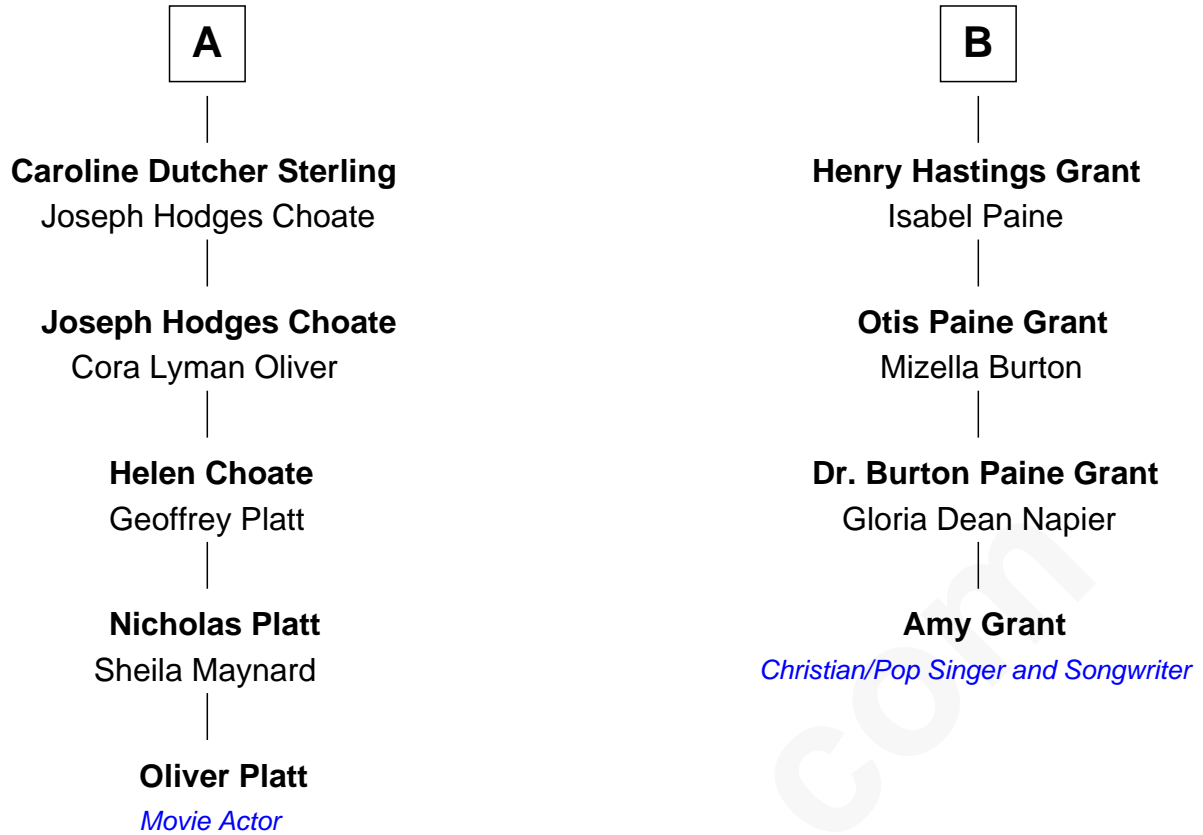 A
Caroline Dutcher Sterling
Joseph Hodges Choate
Joseph Hodges Choate
Cora Lyman Oliver
Helen Choate
Geoffrey Platt
Nicholas Platt
Sheila Maynard
Oliver Platt
Movie Actor
B
Henry Hastings Grant
Isabel Paine
Otis Paine Grant
Mizella Burton
Dr. Burton Paine Grant
Gloria Dean Napier
Amy Grant
Christian/Pop Singer and Songwriter
com